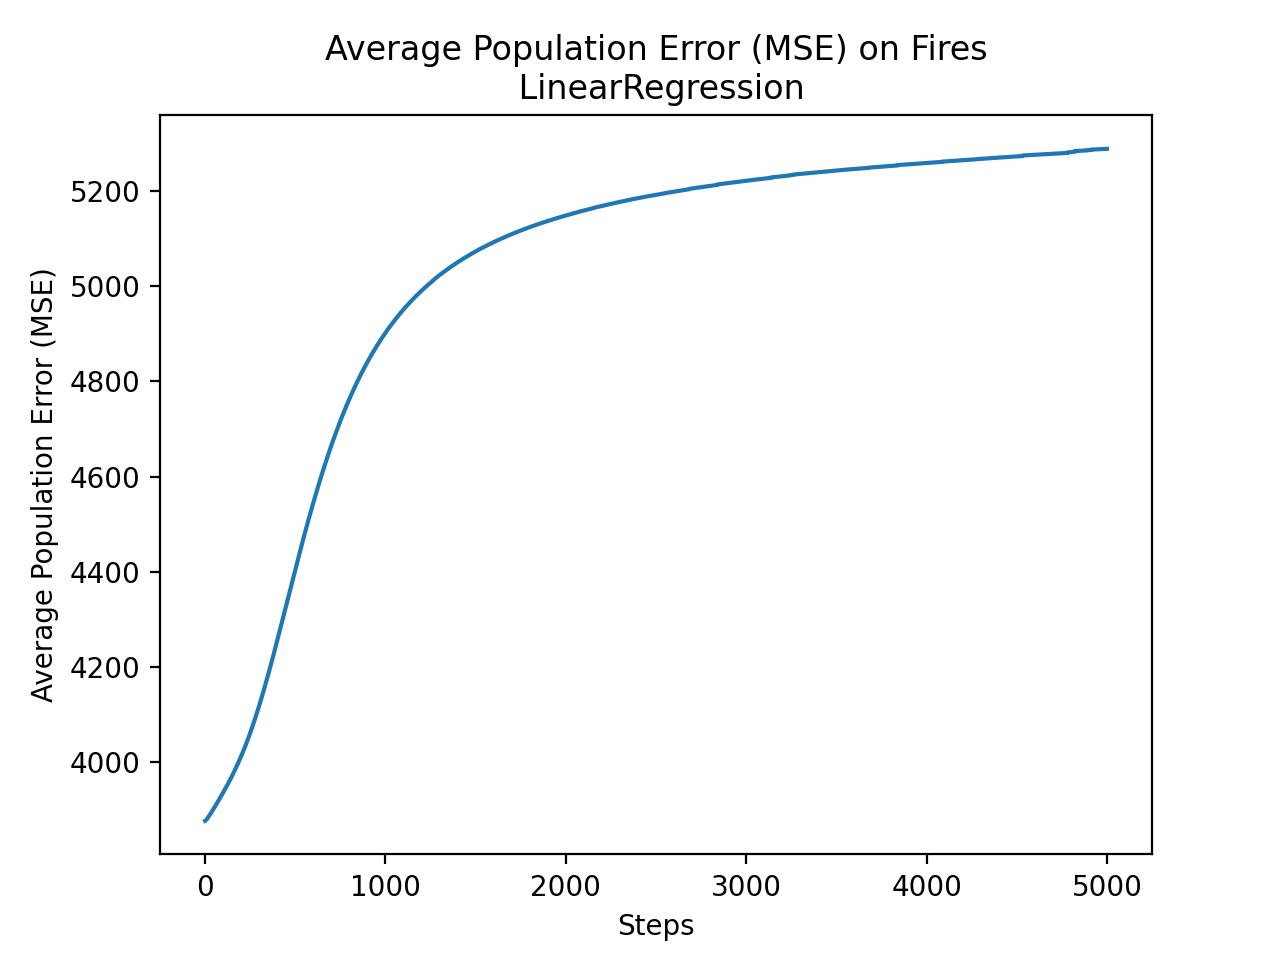 Average Population Error (MSE) on Fires
LinearRegression
Average Population Error (MSE)
5200
5000
4800
4600
4400
4200
4000
0 1000 2000 3000 4000 5000
Steps